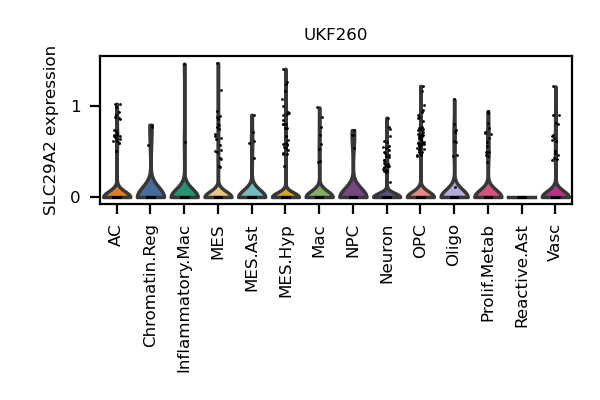 UKF260
SLC29A2 expression
1
0
AC
Chromatin.Reg
Inflammatory.Mac
MES
MES.Ast
MES.Hyp
Mac
NPC
Neuron
OPC
Oligo
Prolif.Metab
Reactive.Ast
Vasc